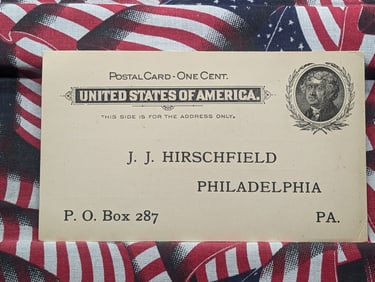 POSTAL CARD - ONE CENT.
UNITED STATES OF AMERICA.
THIS SIDE IS FOR THE ADDRESS ONLY.
J. J. HIRSCHFIELD
PHILADELPHIA
P. O. Box 287 PA.